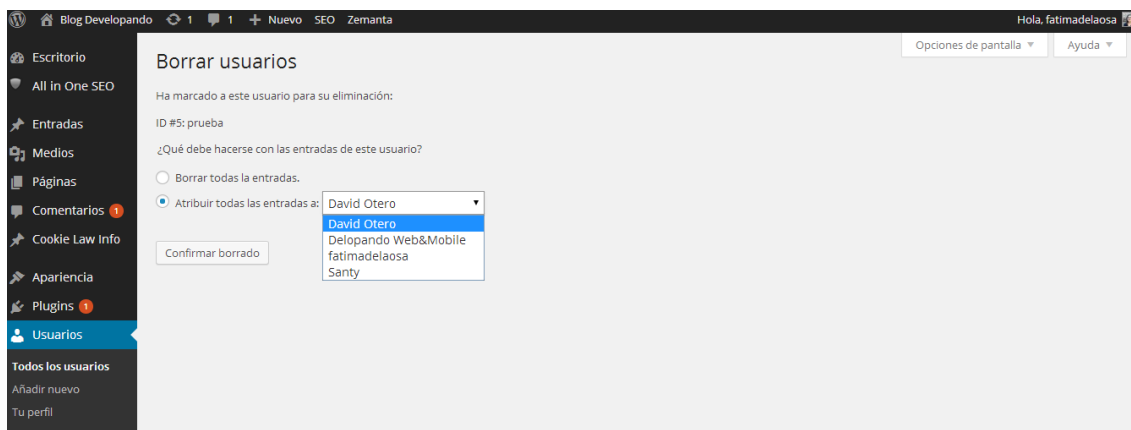 Blog Developando 1 1 + Nuevo SEO Zemanta Hola, fatimadelaosa
Opciones de pantalla Ayuda
Escritorio
All in One SEO
Entradas
Medios
Páginas
Comentarios 1
Cookie Law Info
Apariencia
Plugins 1
Usuarios
Todos los usuarios
Añadir nuevo
Tu perfil
Borrar usuarios
Ha marcado a este usuario para su eliminación:
ID #5: prueba
¿Qué debe hacerse con las entradas de este usuario?
Borrar todas la entradas.
Atribuir todas las entradas a: David Otero
David Otero
Delopando Web&Mobile
fatimadelaosa
Santy
Confirmar borrado